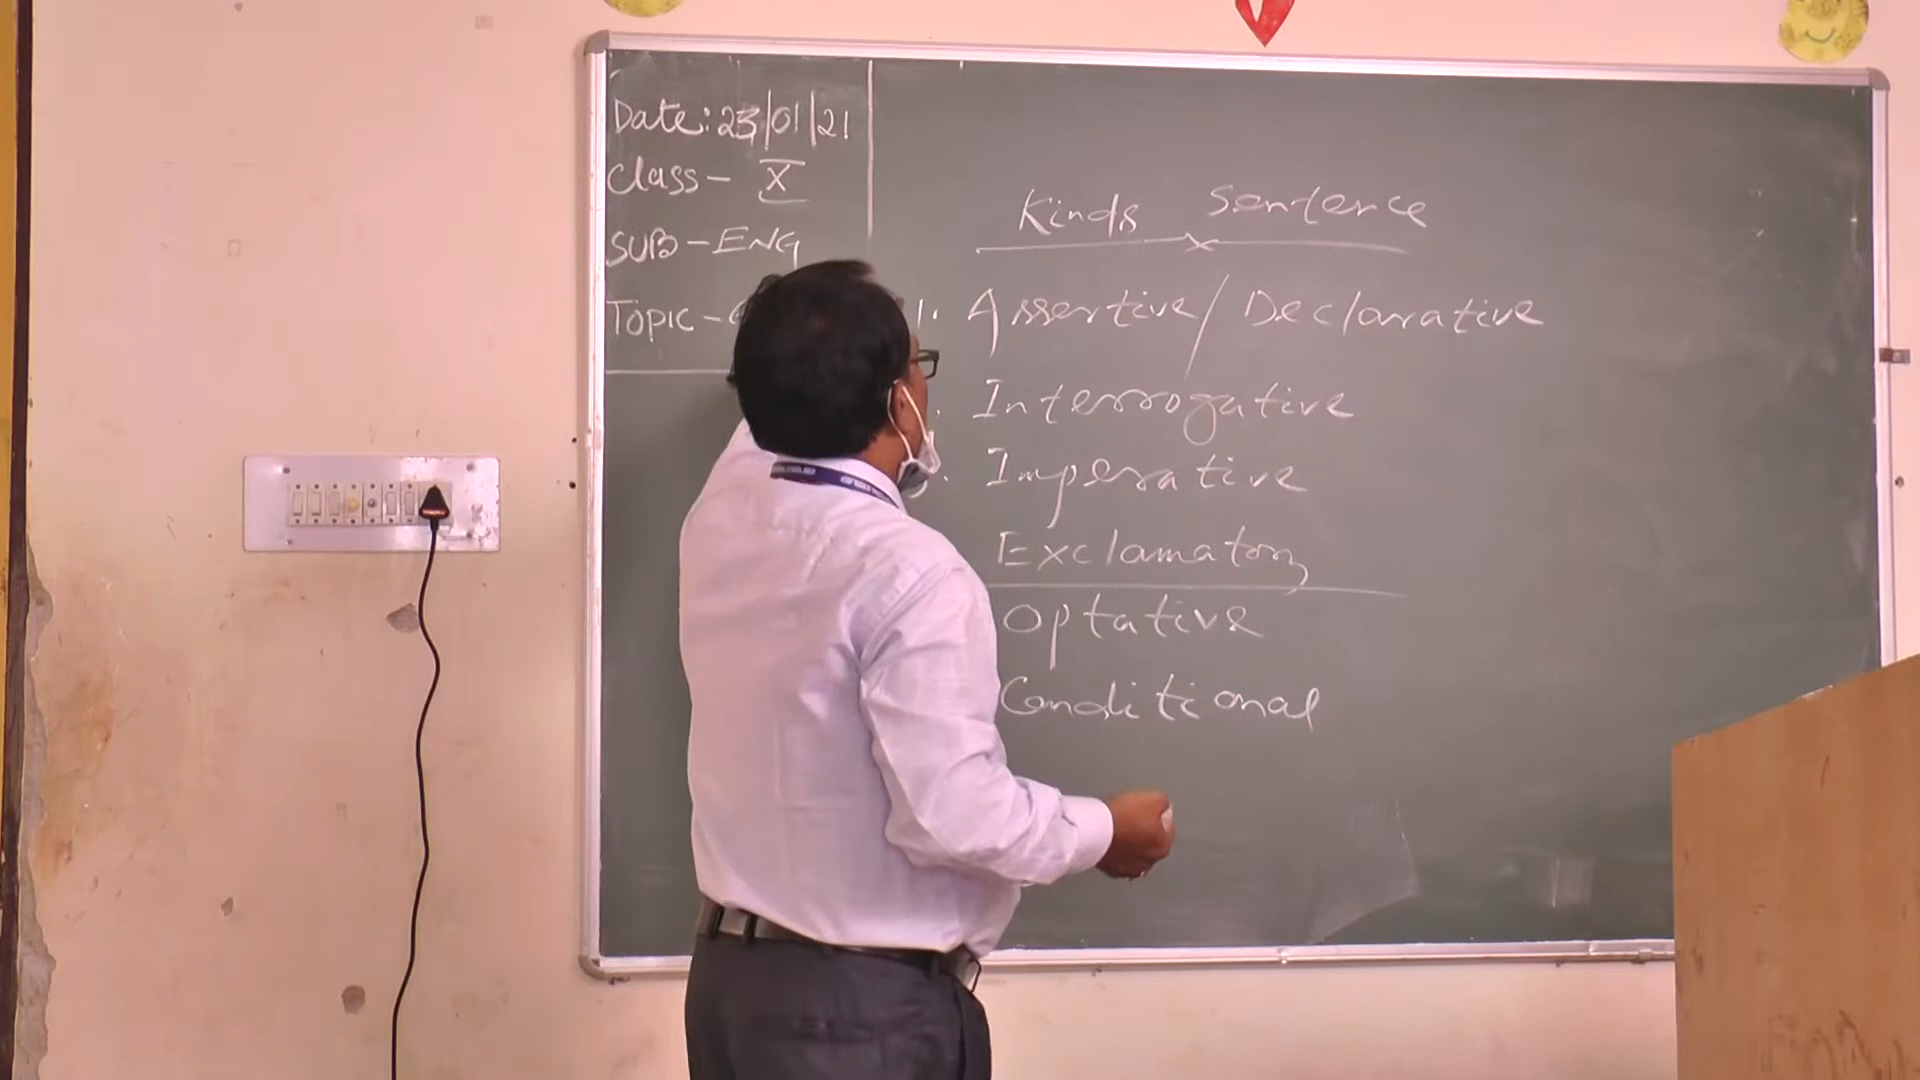 Date: 23/01/21
Class - X
SUB - ENG
TOPIC -
Kinds Sentence
1. Assertive / Declarative
Interrogative
Imperative
Exclamatory
Optative
Conditional